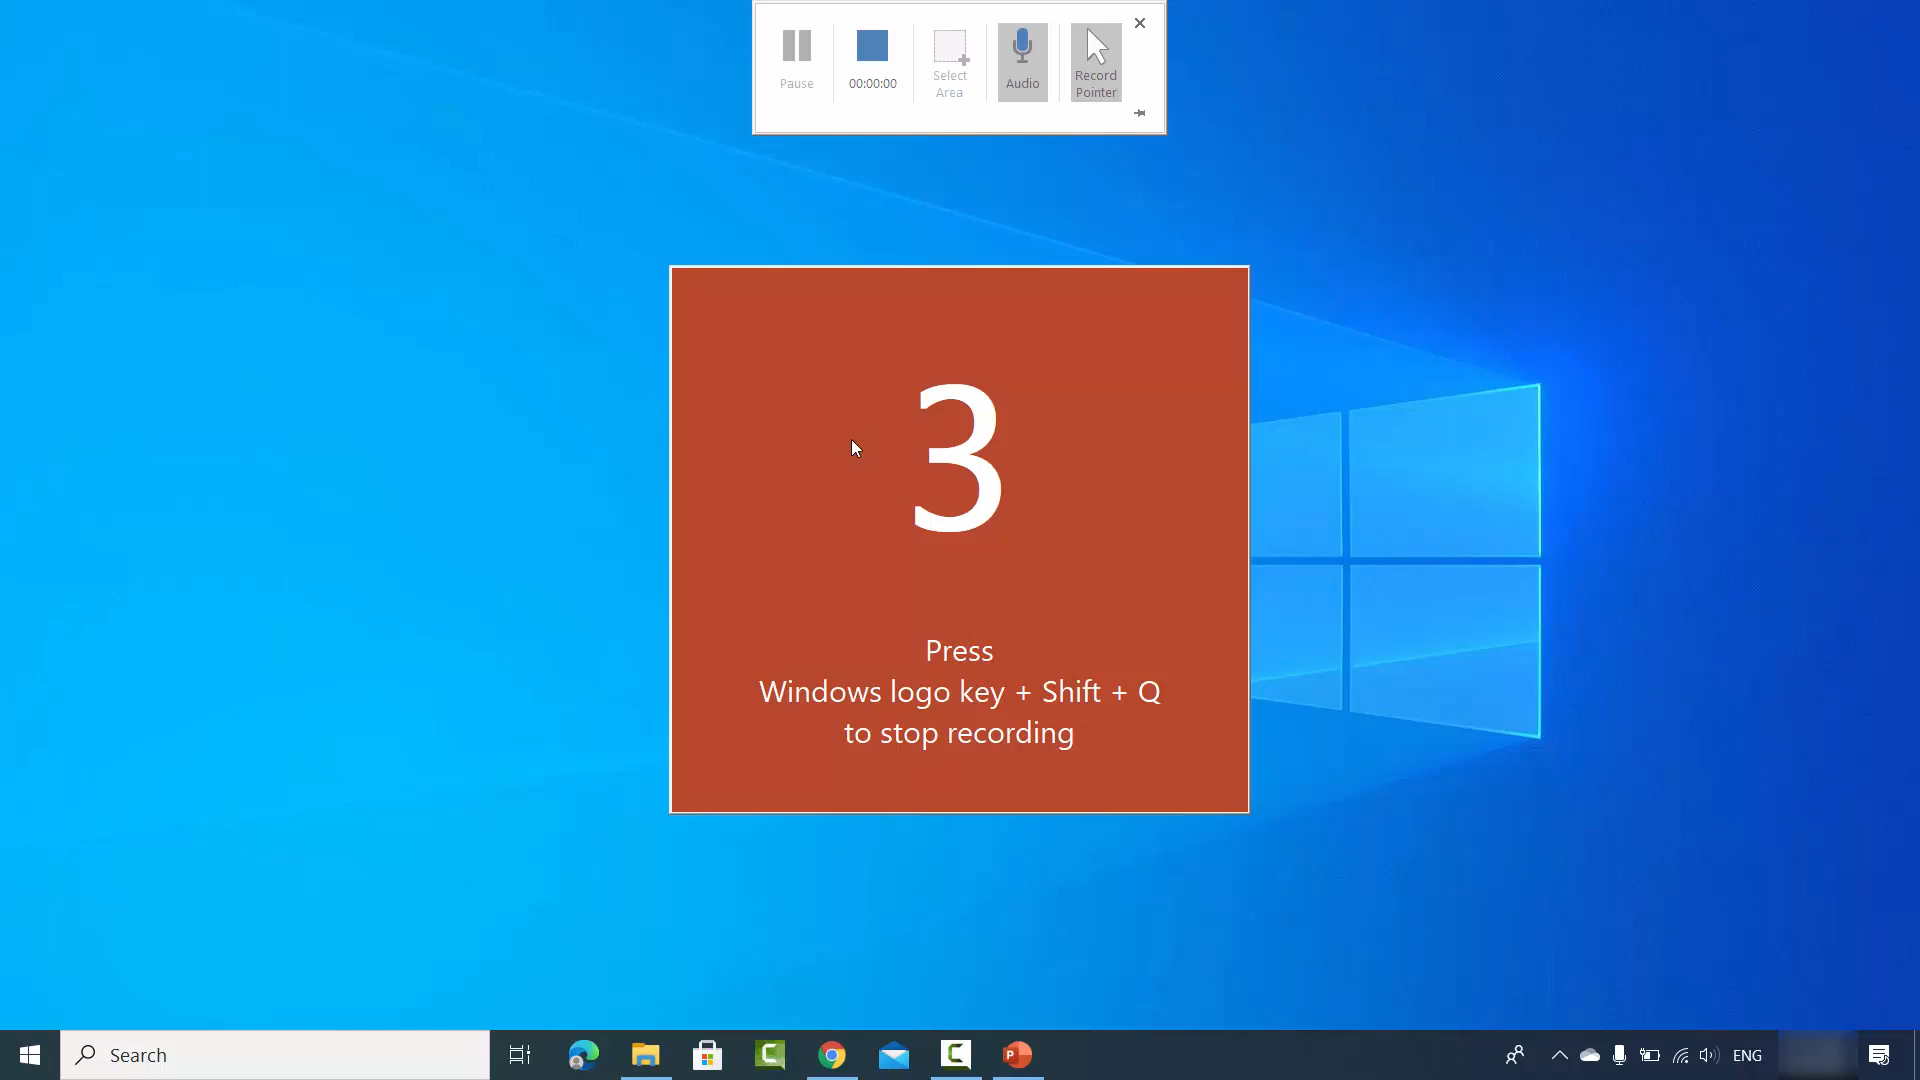 Pause
00:00:00
Select
Area
Audio
Record
Pointer
3
Press
Windows logo key + Shift + Q
to stop recording
Search
ENG